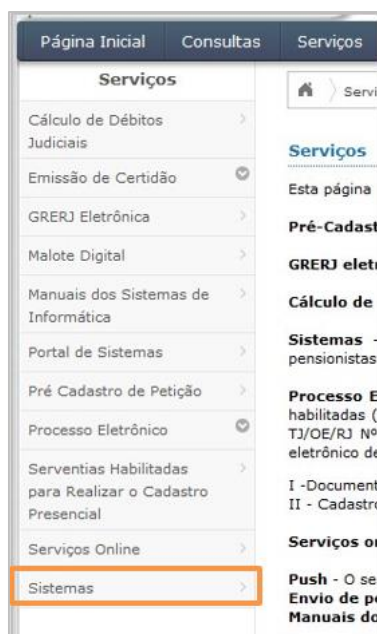 Página Inicial Consultas Serviços
Serviços
Cálculo de Débitos
Judiciais
Emissão de Certidão
GRERJ Eletrônica
Malote Digital
Manuais dos Sistemas de
Informática
Portal de Sistemas
Pré Cadastro de Petição
Processo Eletrônico
Serventias Habilitadas
para Realizar o Cadastro
Presencial
Serviços Online
Sistemas
Servi
Serviços
Esta página
Pré-Cadast
GRERJ elet
Cálculo de
Sistemas -
pensionistas
Processo E
habilitadas (
TJ/OE/RJ Nº
eletrônico de
I -Document
II - Cadastro
Serviços o
Push - O se
Envio de p
Manuais do